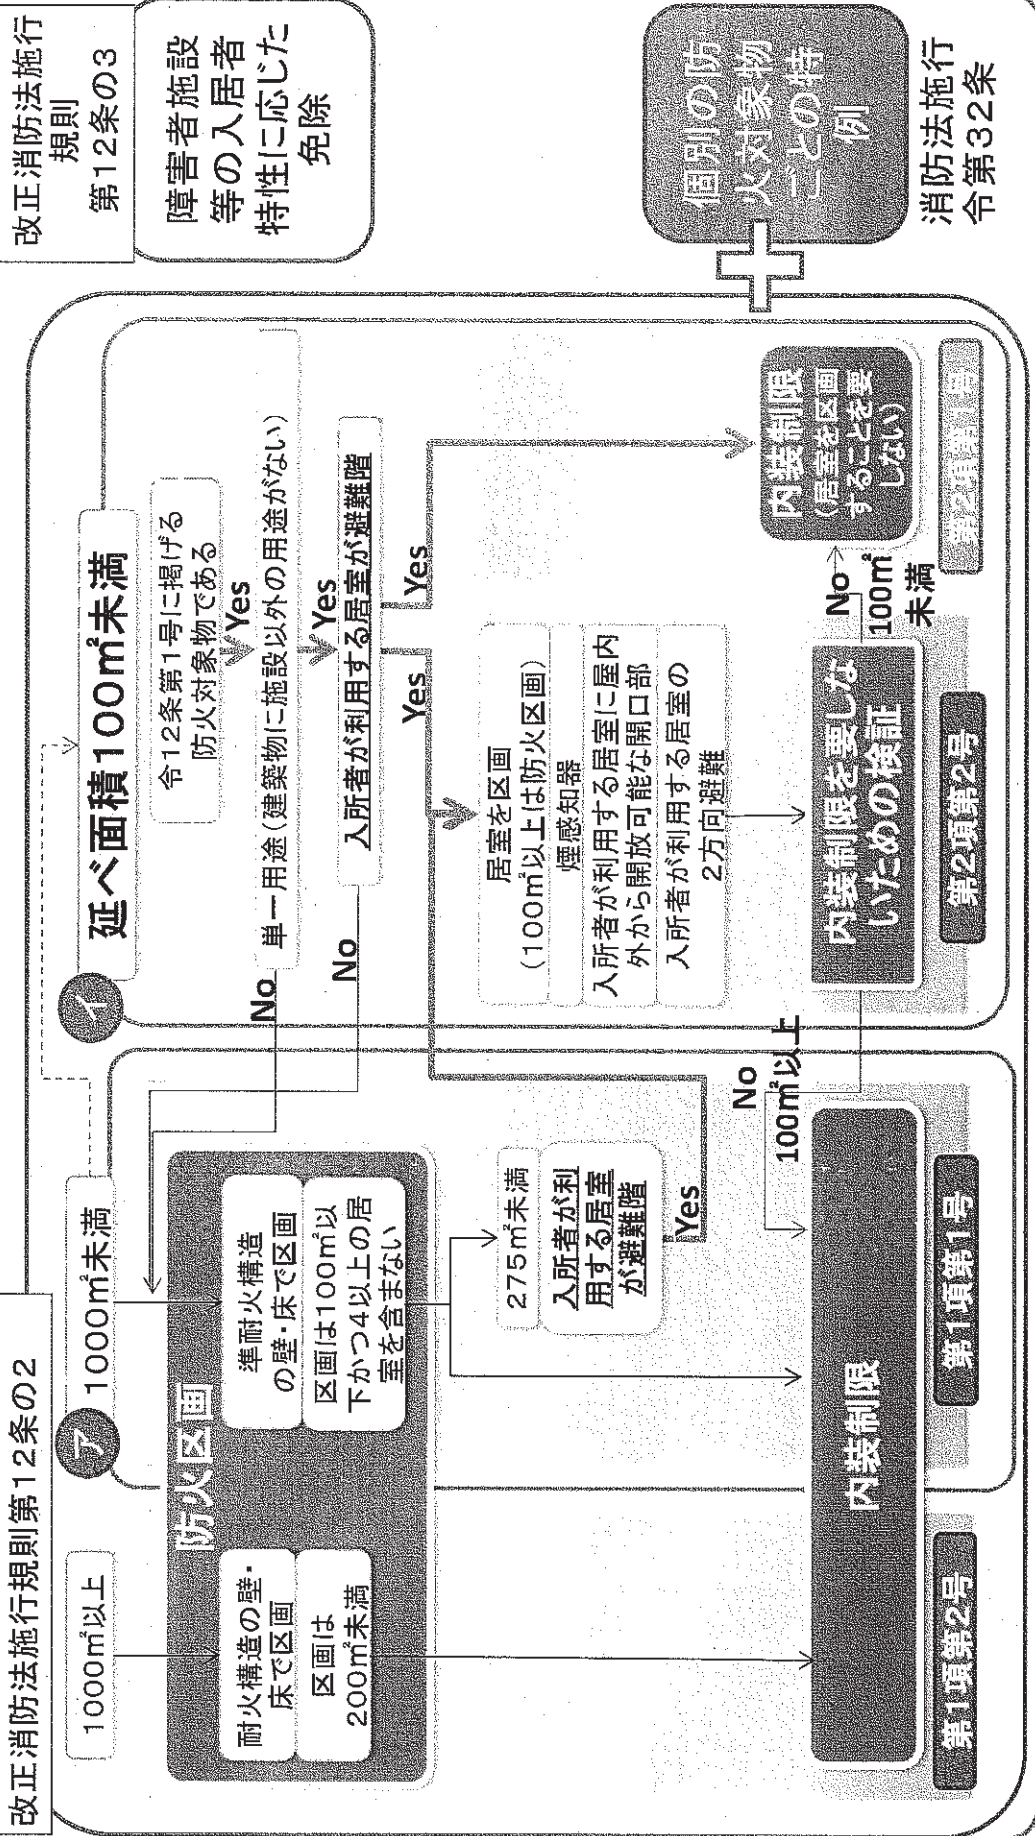 改正消防法施行規則第12条の2
1000㎡以上
ア
1000㎡未満
防火区画
耐火構造の壁・
床で区画
区画は
200㎡未満
準耐火構造
の壁・床で区画
区画は100㎡以
下かつ4以上の居
室を含まない
275㎡未満
入所者が利
用する居室
が避難階
Yes
No
100㎡以上
内装制限
第1項第2号
第1項第1号
イ
延べ面積100㎡未満
令12条第1号に掲げる
防火対象物である
Yes
単一用途(建築物に施設以外の用途がない)
No
Yes
入所者が利用する居室が避難階
No
Yes
Yes
居室を区画
(100㎡以上は防火区画)
煙感知器
入所者が利用する居室に屋内
外から開放可能な開口部
入所者が利用する居室の
2方向避難
内装制限を要しな
いための検証
第2項第2号
No
100㎡
未満
内装制限
(居室を区画
することを要
しない)
第2項第1号
改正消防法施行
規則
第12条の3
障害者施設
等の入居者
特性に応じた
免除
個別の防
火対象物
ごとの特
例
消防法施行
令第32条